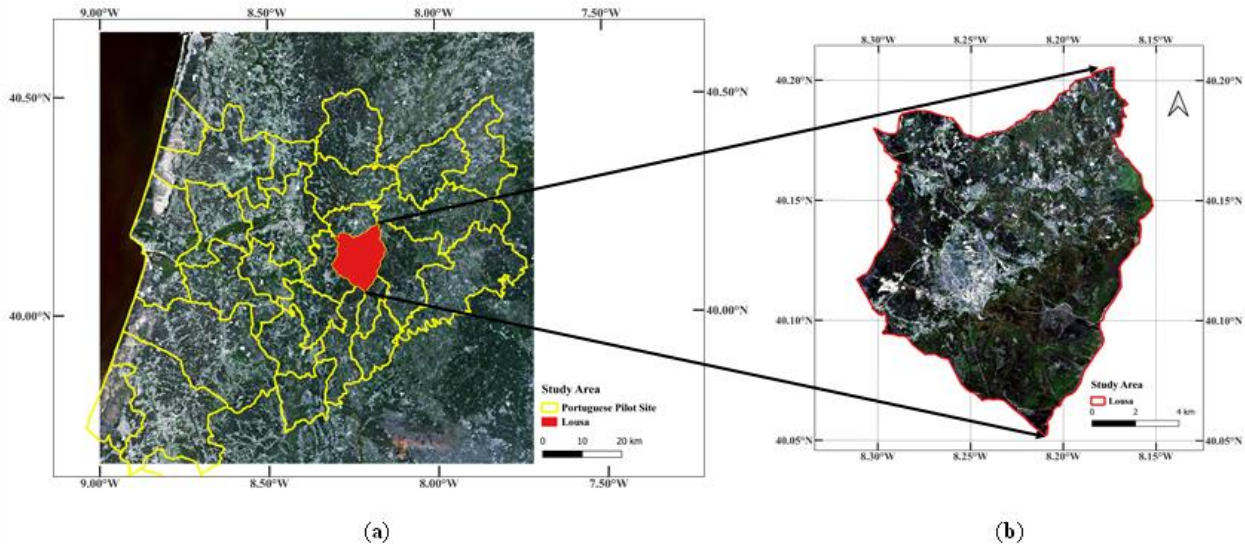 9.00°W 8.50°W 8.00°W
40.50°N 40.50°N
40.00°N 40.00°N
Study Area
Portuguese Pilot Site
Lousa
0 10 20 km
9.00°W 8.50°W 8.00°W 7.50°W
(a)
8.30°W 8.25°W 8.20°W 8.15°W
40.20°N 40.20°N
40.15°N 40.15°N
40.10°N 40.10°N
Study Area
Lousa
0 2 4 km
40.05°N 40.05°N
8.30°W 8.25°W 8.20°W 8.15°W
(b)